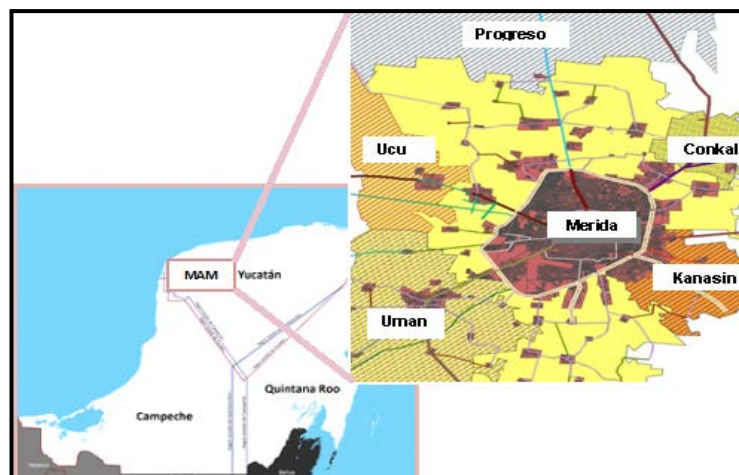 Progreso
Ucu
Conkal
Merida
Kanasin
Uman
MAM
Yucatán
Quintana Roo
Campeche